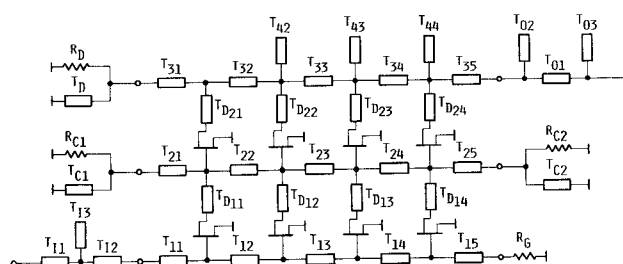 T42 T43 T44 T02 T03
RD T31 T32 T33 T34 T35 T01
TD
TD21 TD22 TD23 TD24
RC1 T21 T22 T23 T24 T25 RC2
TC1 TC2
TD11 TD12 TD13 TD14
TI3
TI1 TI2 T11 T12 T13 T14 T15 RG